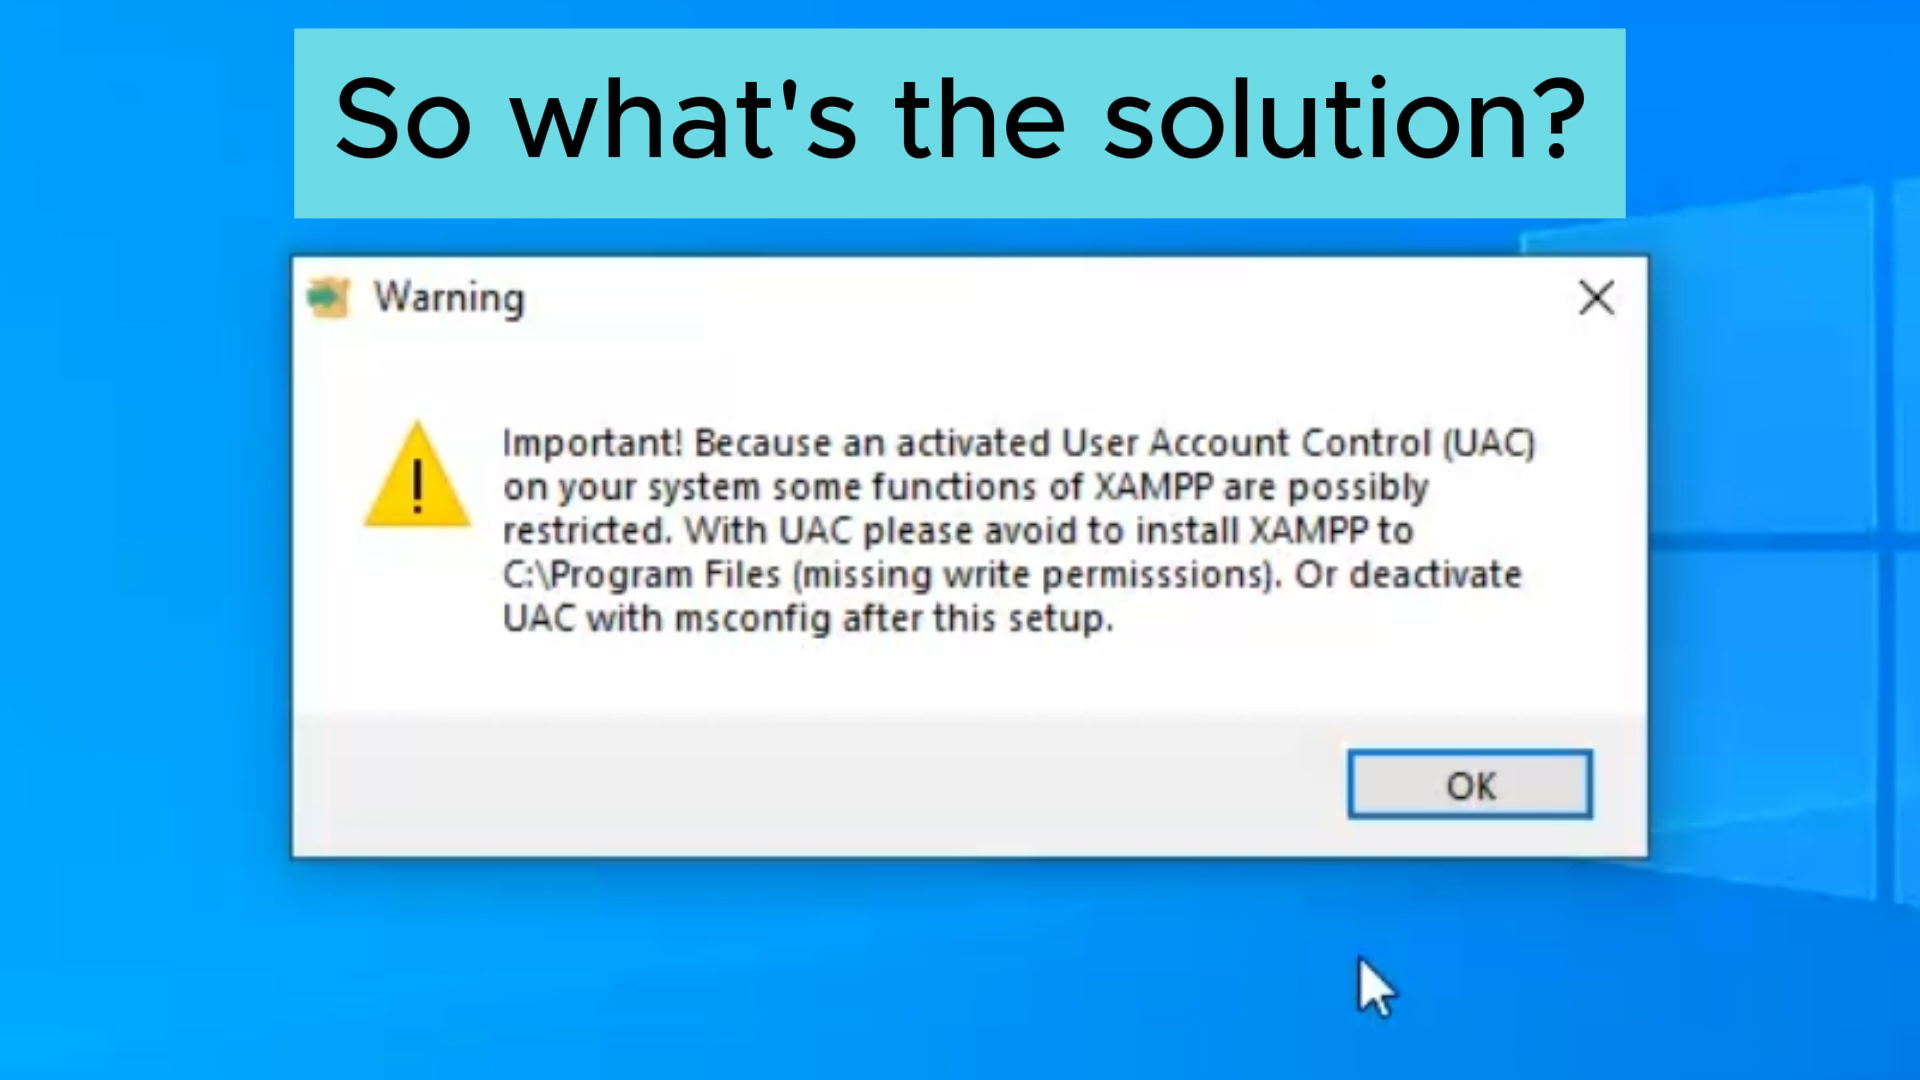 So what's the solution?
Warning
Important! Because an activated User Account Control (UAC)
on your system some functions of XAMPP are possibly
restricted. With UAC please avoid to install XAMPP to
C:\Program Files (missing write permisssions). Or deactivate
UAC with msconfig after this setup.
OK